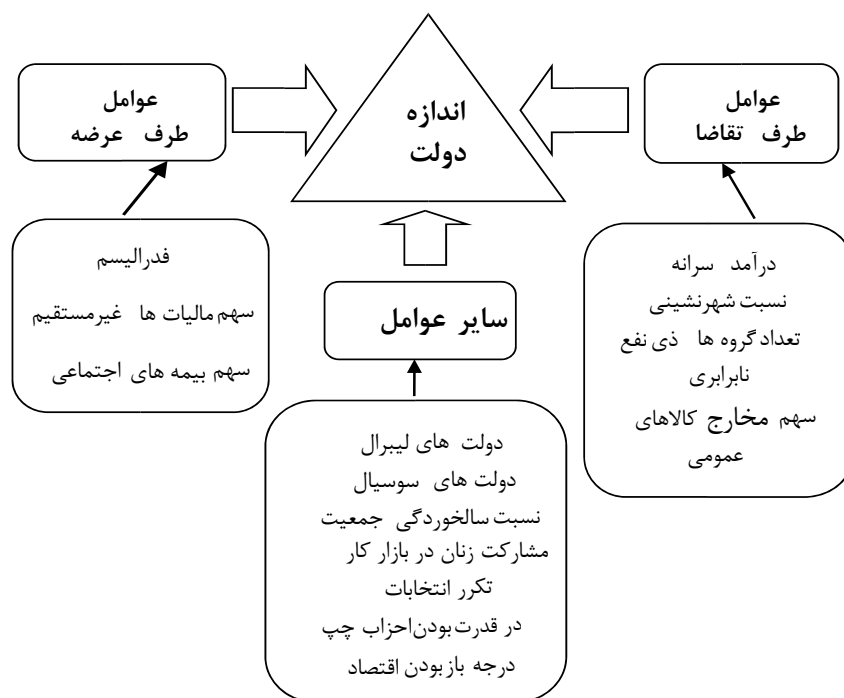 اندازه
دولت
عوامل
طرف تقاضا
عوامل
طرف عرضه
درآمد سرانه
نسبت شهرنشینی
تعداد گروه ها ذی نفع
نابرابری
سهم مخارج کالاهای
عمومی
فدرالیسم
سهم مالیات ها غیرمستقیم
سهم بیمه های اجتماعی
سایر عوامل
دولت های لیبرال
دولت های سوسیال
نسبت سالخوردگی جمعیت
مشارکت زنان در بازار کار
تکرر انتخابات
در قدرت بودن احزاب چپ
درجه باز بودن اقتصاد